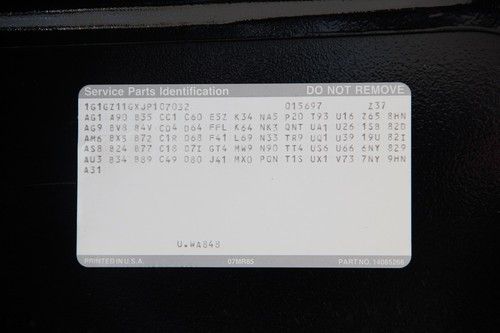 Service Parts Identification DO NOT REMOVE
1G1GZ11GXJP107032 015697 Z37
AG1 A90 B35 CC1 C60 E5Z K34 NA5 P2D T93 U16 Z65 8HN
AG9 BV8 B4V CD4 D64 FFL K64 NK3 QNT UA1 U26 1S8 82D
AM6 BX5 B72 C1R D68 F41 L69 N33 TR9 UQ1 U39 19U 82I
AS8 B24 B77 C18 D7I GT4 MW9 N90 TT4 US6 U66 6NY 829
AU3 B34 B89 C49 D80 J41 MX0 PGN T1S UX1 V73 7NY 9HN
A31
U.WA848
PRINTED IN U.S.A. 07MR85 PART NO. 14085266